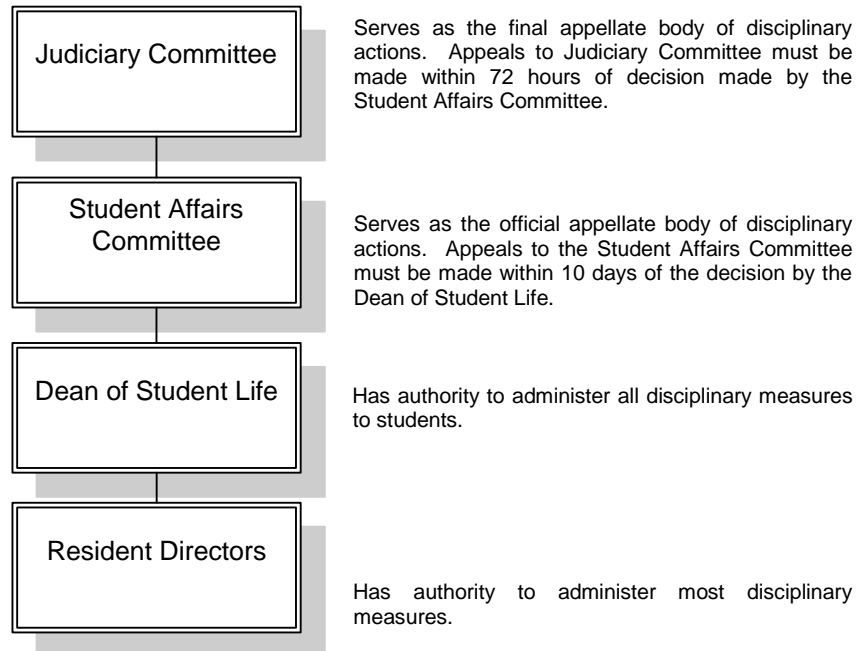 Judiciary Committee
Serves as the final appellate body of disciplinary
actions. Appeals to Judiciary Committee must be
made within 72 hours of decision made by the
Student Affairs Committee.
Student Affairs
Committee
Serves as the official appellate body of disciplinary
actions. Appeals to the Student Affairs Committee
must be made within 10 days of the decision by the
Dean of Student Life.
Dean of Student Life
Has authority to administer all disciplinary measures
to students.
Resident Directors
Has authority to administer most disciplinary
measures.